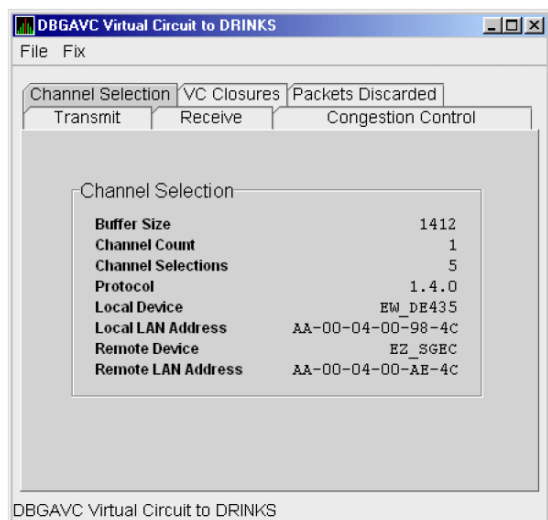 DBGAVC Virtual Circuit to DRINKS
File Fix
Channel Selection VC Closures Packets Discarded
Transmit Receive Congestion Control
Channel Selection
Buffer Size 1412
Channel Count 1
Channel Selections 5
Protocol 1.4.0
Local Device EW_DE435
Local LAN Address AA-00-04-00-98-4C
Remote Device EZ_SGEC
Remote LAN Address AA-00-04-00-AE-4C
DBGAVC Virtual Circuit to DRINKS